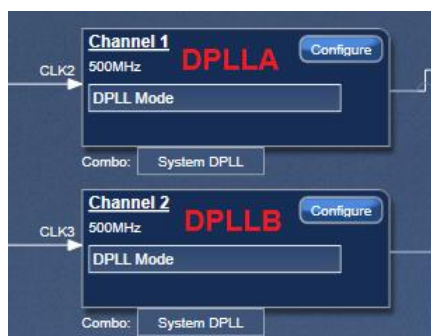 Channel 1
DPLLA
Configure
CLK2
500MHz
DPLL Mode
Combo: System DPLL
Channel 2
DPLLB
Configure
CLK3
500MHz
DPLL Mode
Combo: System DPLL